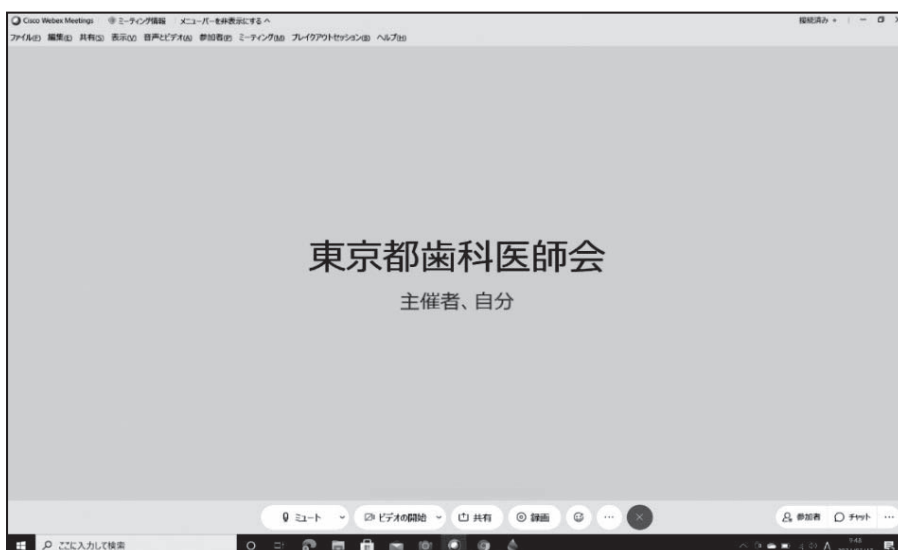 Cisco Webex Meetings ミーティング情報 メニューバーを非表示にする 接続済み
ファイル(F) 編集(E) 共有(S) 表示(V) 音声とビデオ(A) 参加者(P) ミーティング(M) ブレイクアウトセッション(B) ヘルプ(H)
東京都歯科医師会
主催者、自分
ミュート ビデオの開始 共有 録画 参加者 チャット
ここに入力して検索 A 9:48